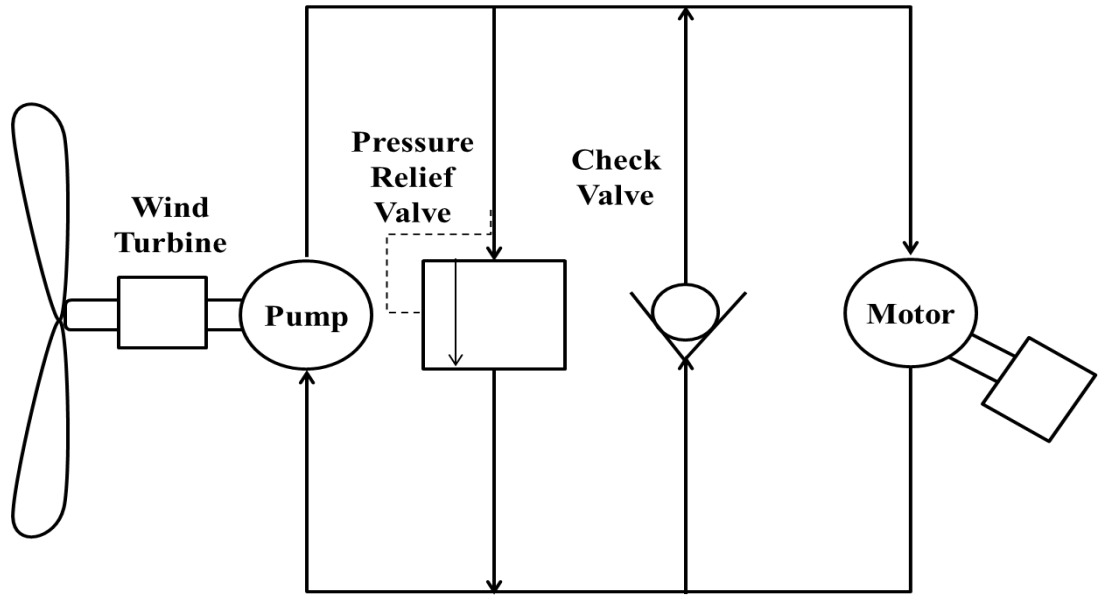 Pressure
Relief
Valve
Check
Valve
Wind
Turbine
Pump
Motor